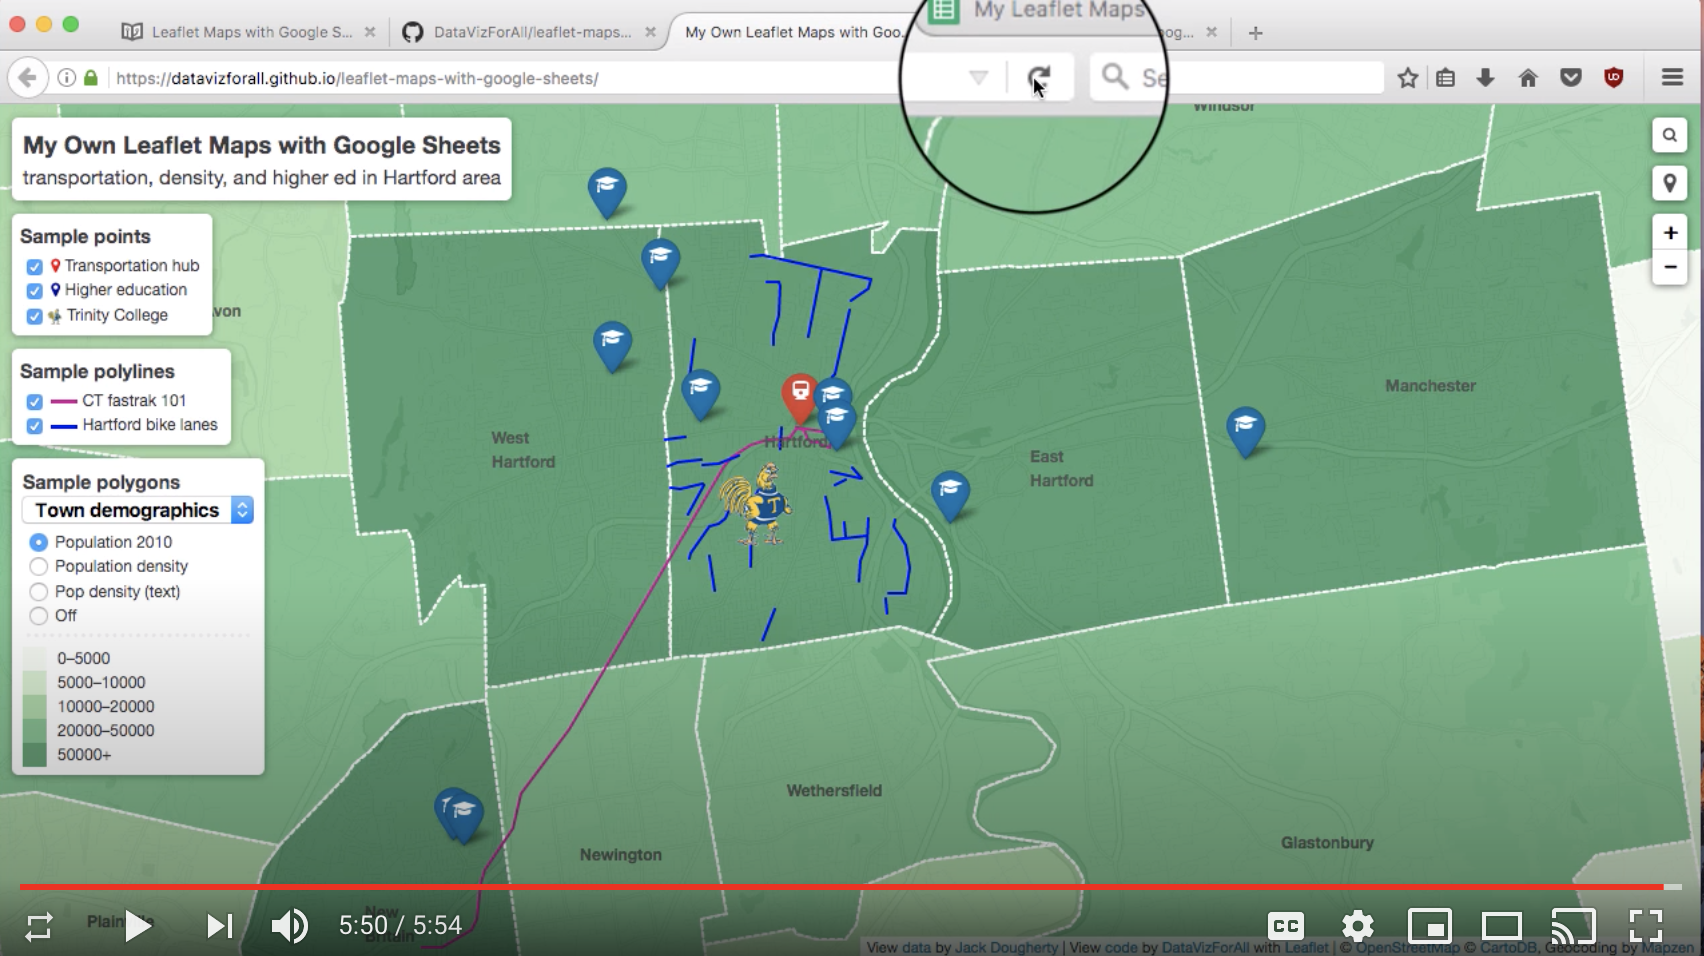 Leaflet Maps with Google S...
DataVizForAll/leaflet-maps...
My Own Leaflet Maps with Goo...
My Leaflet Maps
https://datavizforall.github.io/leaflet-maps-with-google-sheets/
My Own Leaflet Maps with Google Sheets
transportation, density, and higher ed in Hartford area
Sample points
Transportation hub
Higher education
Trinity College
Sample polylines
CT fastrak 101
Hartford bike lanes
Sample polygons
Town demographics
Population 2010
Population density
Pop density (text)
Off
0–5000
5000–10000
10000–20000
20000–50000
50000+
Windsor
West
Hartford
Hartford
T
East
Hartford
Manchester
Wethersfield
Newington
Glastonbury
New
Britain
5:50 / 5:54
CC
View data by Jack Dougherty | View code by DataVizForAll with Leaflet | © OpenStreetMap © CartoDB, Geocoding by Mapzen